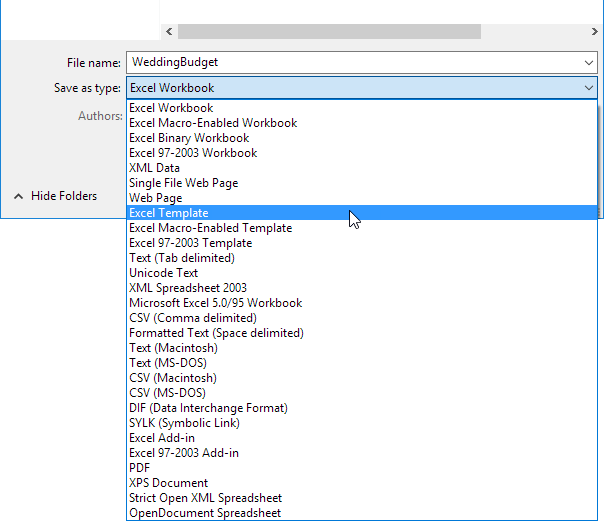 File name: WeddingBudget
Save as type: Excel Workbook
Authors:
Excel Workbook
Excel Macro-Enabled Workbook
Excel Binary Workbook
Excel 97-2003 Workbook
XML Data
Single File Web Page
Web Page
Hide Folders
Excel Template
Excel Macro-Enabled Template
Excel 97-2003 Template
Text (Tab delimited)
Unicode Text
XML Spreadsheet 2003
Microsoft Excel 5.0/95 Workbook
CSV (Comma delimited)
Formatted Text (Space delimited)
Text (Macintosh)
Text (MS-DOS)
CSV (Macintosh)
CSV (MS-DOS)
DIF (Data Interchange Format)
SYLK (Symbolic Link)
Excel Add-in
Excel 97-2003 Add-in
PDF
XPS Document
Strict Open XML Spreadsheet
OpenDocument Spreadsheet